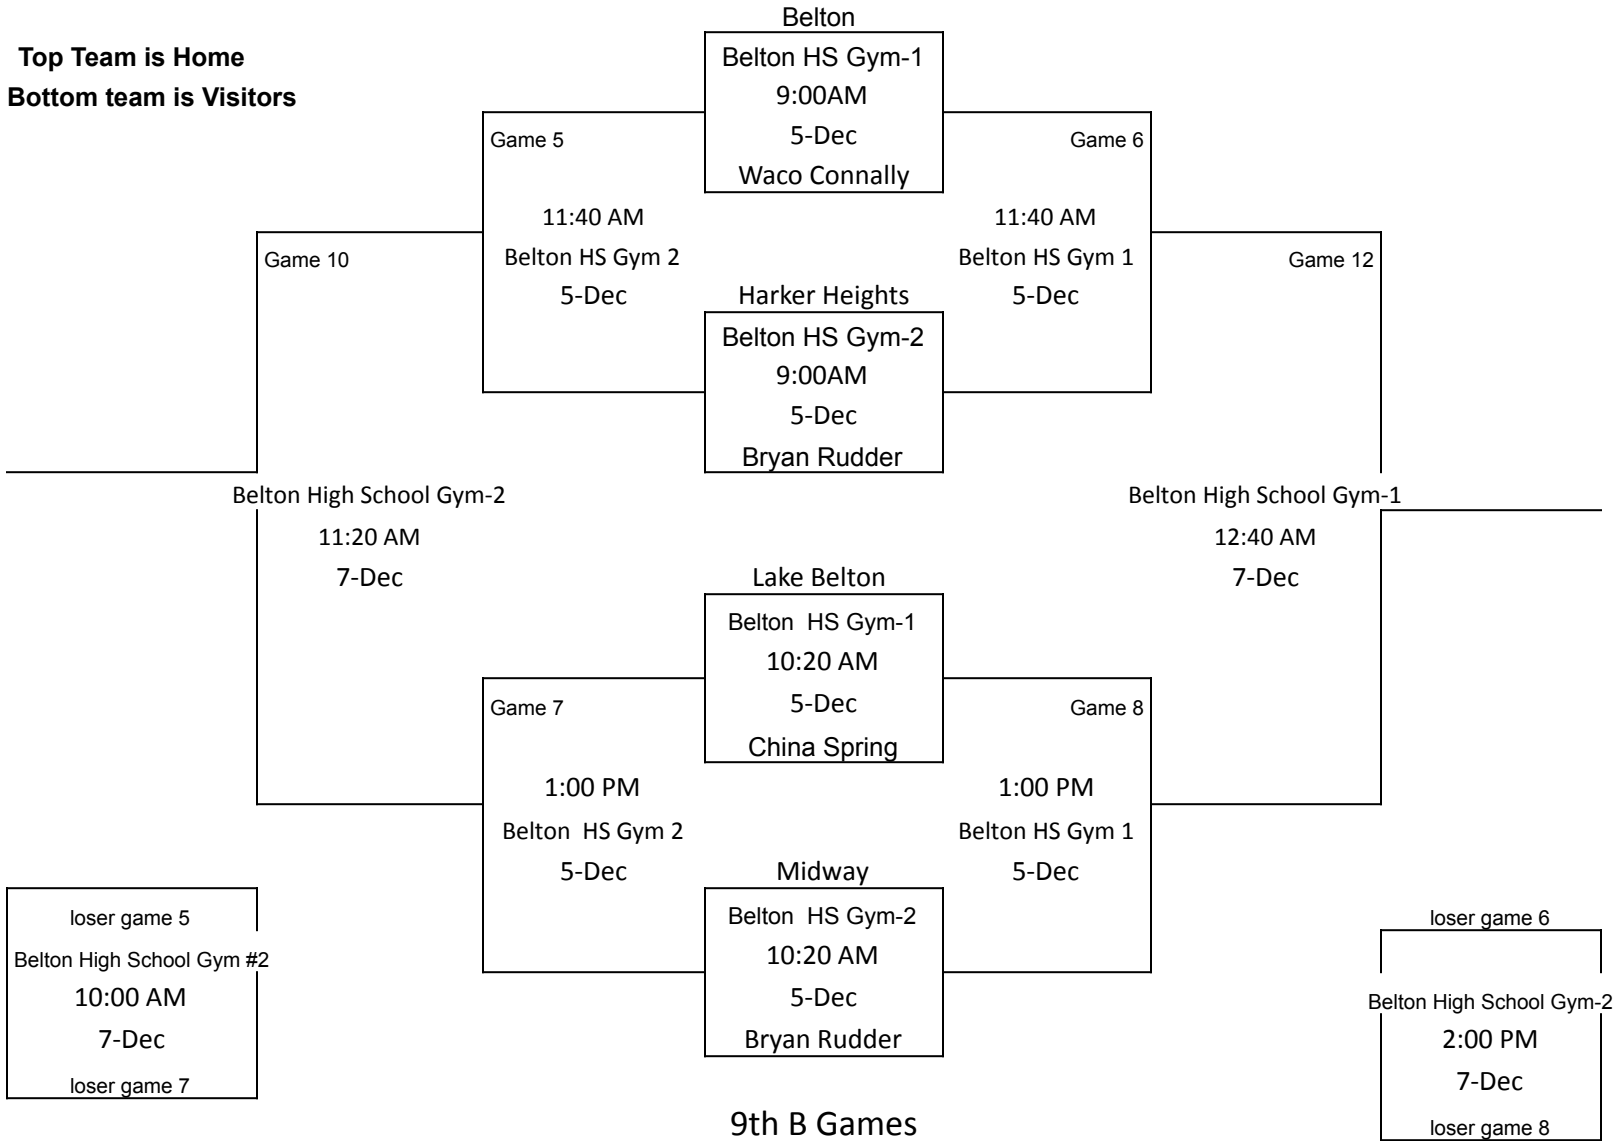 Top Team is Home
Bottom team is Visitors
Belton
Belton HS Gym-1
9:00AM
5-Dec
Waco Connally
Game 5
11:40 AM
Belton HS Gym 2
5-Dec
Game 6
11:40 AM
Belton HS Gym 1
5-Dec
Game 10
Game 12
Harker Heights
Belton HS Gym-2
9:00AM
5-Dec
Bryan Rudder
Belton High School Gym-2
11:20 AM
7-Dec
Belton High School Gym-1
12:40 AM
7-Dec
Lake Belton
Belton  HS Gym-1
10:20 AM
5-Dec
China Spring
Game 7
1:00 PM
Belton  HS Gym 2
5-Dec
Game 8
1:00 PM
Belton HS Gym 1
5-Dec
Midway
Belton  HS Gym-2
10:20 AM
5-Dec
Bryan Rudder
loser game 5
Belton High School Gym #2
10:00 AM
7-Dec
loser game 7
loser game 6
Belton High School Gym-2
2:00 PM
7-Dec
loser game 8
9th B Games